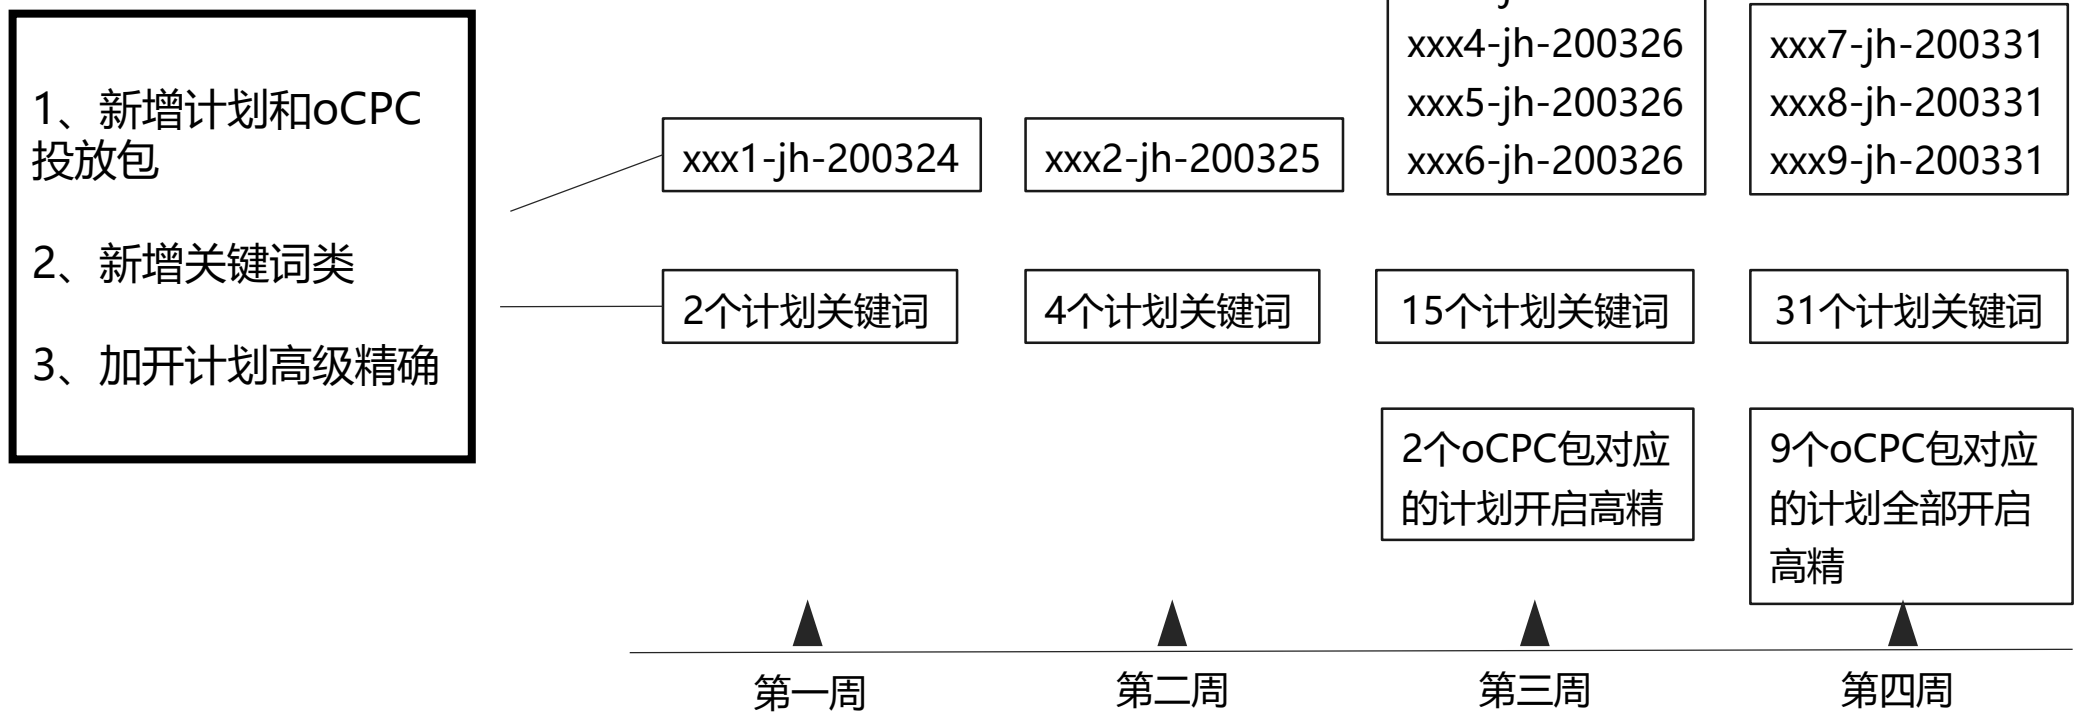 1、新增计划和oCPC
投放包
2、新增关键词类
3、加开计划高级精确
xxx1-jh-200324
xxx2-jh-200325
xxx4-jh-200326
xxx5-jh-200326
xxx6-jh-200326
xxx7-jh-200331
xxx8-jh-200331
xxx9-jh-200331
2个计划关键词
4个计划关键词
15个计划关键词
31个计划关键词
2个oCPC包对应
的计划开启高精
9个oCPC包对应
的计划全部开启
高精
第一周
第二周
第三周
第四周